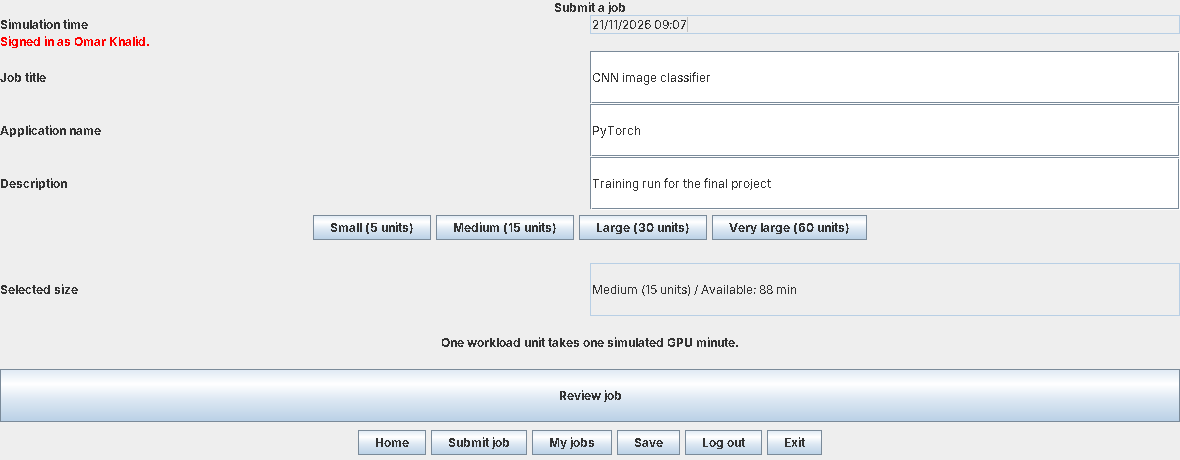 Submit a job
Simulation time 21/11/2026 09:07
Signed in as Omar Khalid.
Job title CNN image classifier
Application name PyTorch
Description Training run for the final project
Small (5 units) Medium (15 units) Large (30 units) Very large (60 units)
Selected size Medium (15 units) / Available: 88 min
One workload unit takes one simulated GPU minute.
Review job
Home Submit job My jobs Save Log out Exit